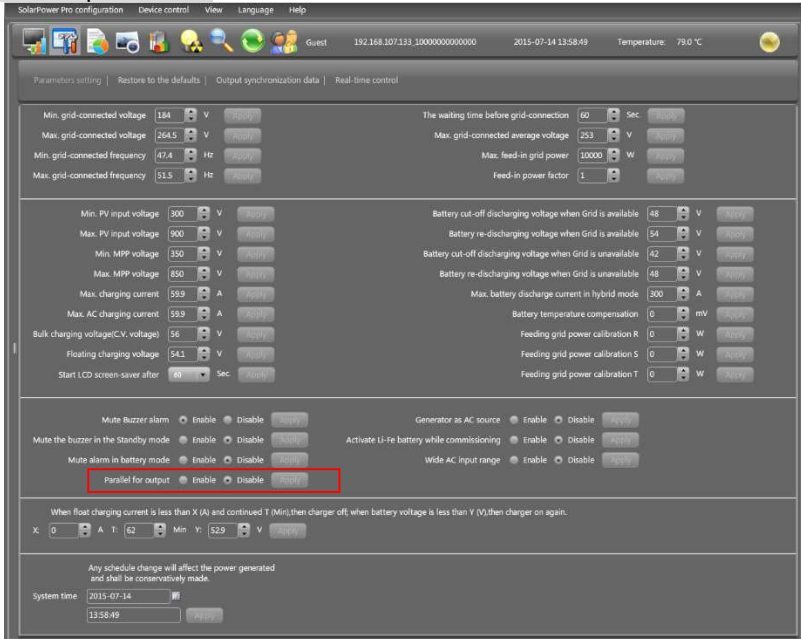 SolarPower Pro configuration Device control View Language Help
Guest 192.168.107.133_10000000000000 2015-07-14 13:58:49 Temperature: 79.0 °C
Parameters setting | Restore to the defaults | Output synchronization data | Real-time control
Min. grid-connected voltage 184 V Apply The waiting time before grid-connection 60 Sec. Apply
Max. grid-connected voltage 264.5 V Apply Max. grid-connected average voltage 253 V Apply
Min. grid-connected frequency 47.4 Hz Apply Max. feed-in grid power 10000 W Apply
Max. grid-connected frequency 51.5 Hz Apply Feed-in power factor 1 Apply
Min. PV input voltage 300 V Apply Battery cut-off discharging voltage when Grid is available 48 V Apply
Max. PV input voltage 900 V Apply Battery re-discharging voltage when Grid is available 54 V Apply
Min. MPP voltage 350 V Apply Battery cut-off discharging voltage when Grid is unavailable 42 V Apply
Max. MPP voltage 850 V Apply Battery re-discharging voltage when Grid is unavailable 48 V Apply
Max. charging current 59.9 A Apply Max. battery discharge current in hybrid mode 300 A Apply
Max. AC charging current 59.9 A Apply Battery temperature compensation 0 mV Apply
Bulk charging voltage(C.V. voltage) 56 V Apply Feeding grid power calibration R 0 W Apply
Floating charging voltage 54.1 V Apply Feeding grid power calibration S 0 W Apply
Start LCD screen-saver after 60 Sec. Apply Feeding grid power calibration T 0 W Apply
Mute Buzzer alarm Enable Disable Apply Generator as AC source Enable Disable Apply
Mute the buzzer in the Standby mode Enable Disable Apply Activate Li-Fe battery while commissioning Enable Disable Apply
Mute alarm in battery mode Enable Disable Apply Wide AC input range Enable Disable Apply
Parallel for output Enable Disable Apply
When float charging current is less than X (A) and continued T (Min),then charger off; when battery voltage is less than Y (V),then charger on again.
X: 0 A T: 62 Min Y: 52.9 V Apply
Any schedule change will affect the power generated
and shall be conservatively made.
System time 2015-07-14
13:58:49 Apply